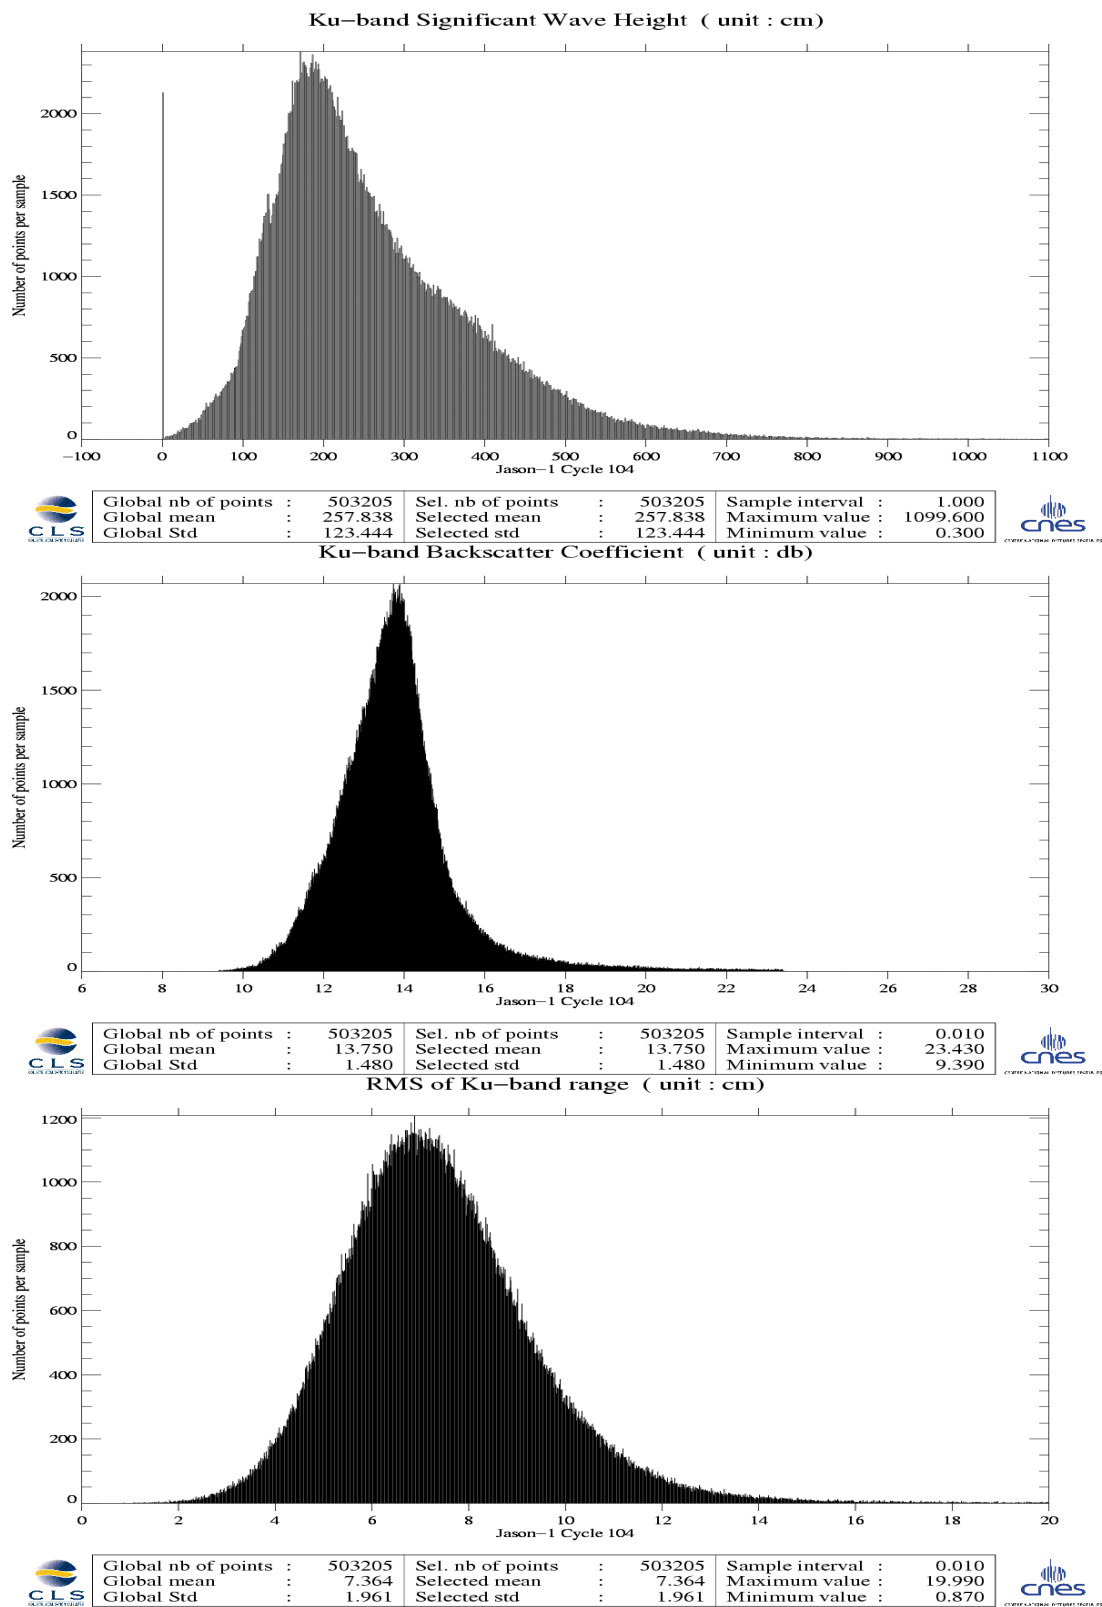 Ku−band Significant Wave Height ( unit : cm)
Number of points per sample
2000
1500
1000
500
0
−100 0 100 200 300 400 500 600 700 800 900 1000 1100
Jason−1 Cycle 104
CLS
Global nb of points : 503205 Sel. nb of points : 503205 Sample interval : 1.000
Global mean : 257.838 Selected mean : 257.838 Maximum value : 1099.600
Global Std : 123.444 Selected std : 123.444 Minimum value : 0.300
cnes
Ku−band Backscatter Coefficient ( unit : db)
Number of points per sample
2000
1500
1000
500
0
6 8 10 12 14 16 18 20 22 24 26 28 30
Jason−1 Cycle 104
CLS
Global nb of points : 503205 Sel. nb of points : 503205 Sample interval : 0.010
Global mean : 13.750 Selected mean : 13.750 Maximum value : 23.430
Global Std : 1.480 Selected std : 1.480 Minimum value : 9.390
cnes
RMS of Ku−band range ( unit : cm)
Number of points per sample
1200
1000
800
600
400
200
0
0 2 4 6 8 10 12 14 16 18 20
Jason−1 Cycle 104
CLS
Global nb of points : 503205 Sel. nb of points : 503205 Sample interval : 0.010
Global mean : 7.364 Selected mean : 7.364 Maximum value : 19.990
Global Std : 1.961 Selected std : 1.961 Minimum value : 0.870
cnes